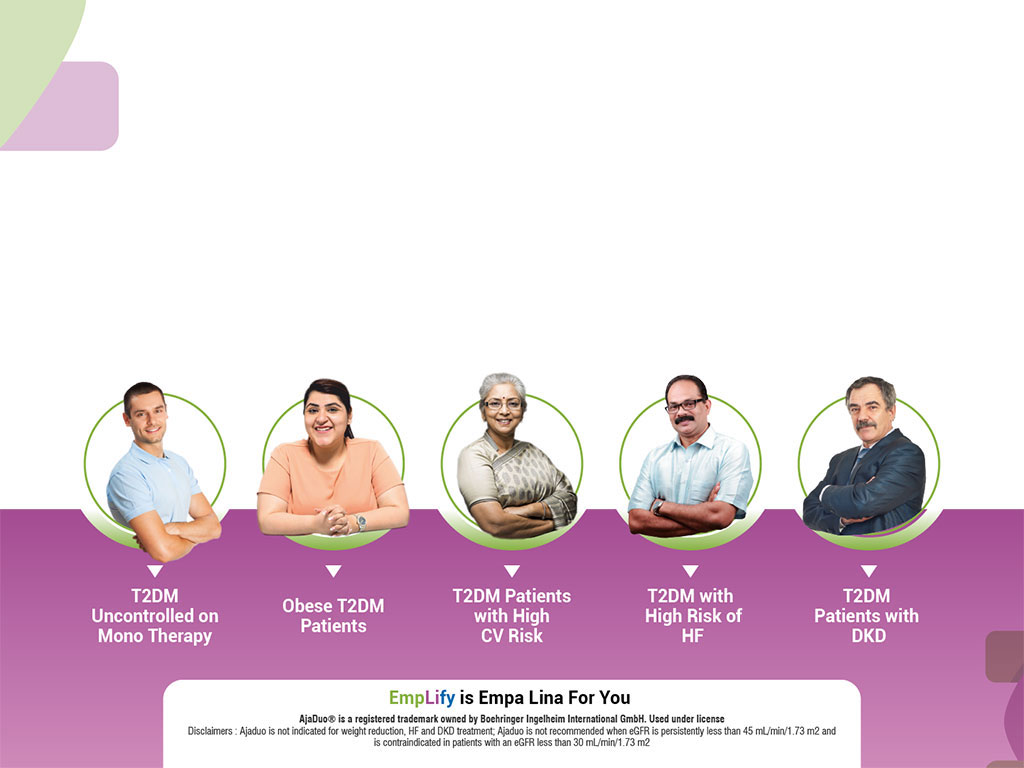 T2DM
Uncontrolled on
Mono Therapy
Obese T2DM
Patients
T2DM Patients
with High
CV Risk
T2DM with
High Risk of
HF
T2DM
Patients with
DKD
EmpLify is Empa Lina For You
AjaDuo® is a registered trademark owned by Boehringer Ingelheim International GmbH. Used under license
Disclaimers : Ajaduo is not indicated for weight reduction, HF and DKD treatment; Ajaduo is not recommended when eGFR is persistently less than 45 mL/min/1.73 m2 and
is contraindicated in patients with an eGFR less than 30 mL/min/1.73 m2